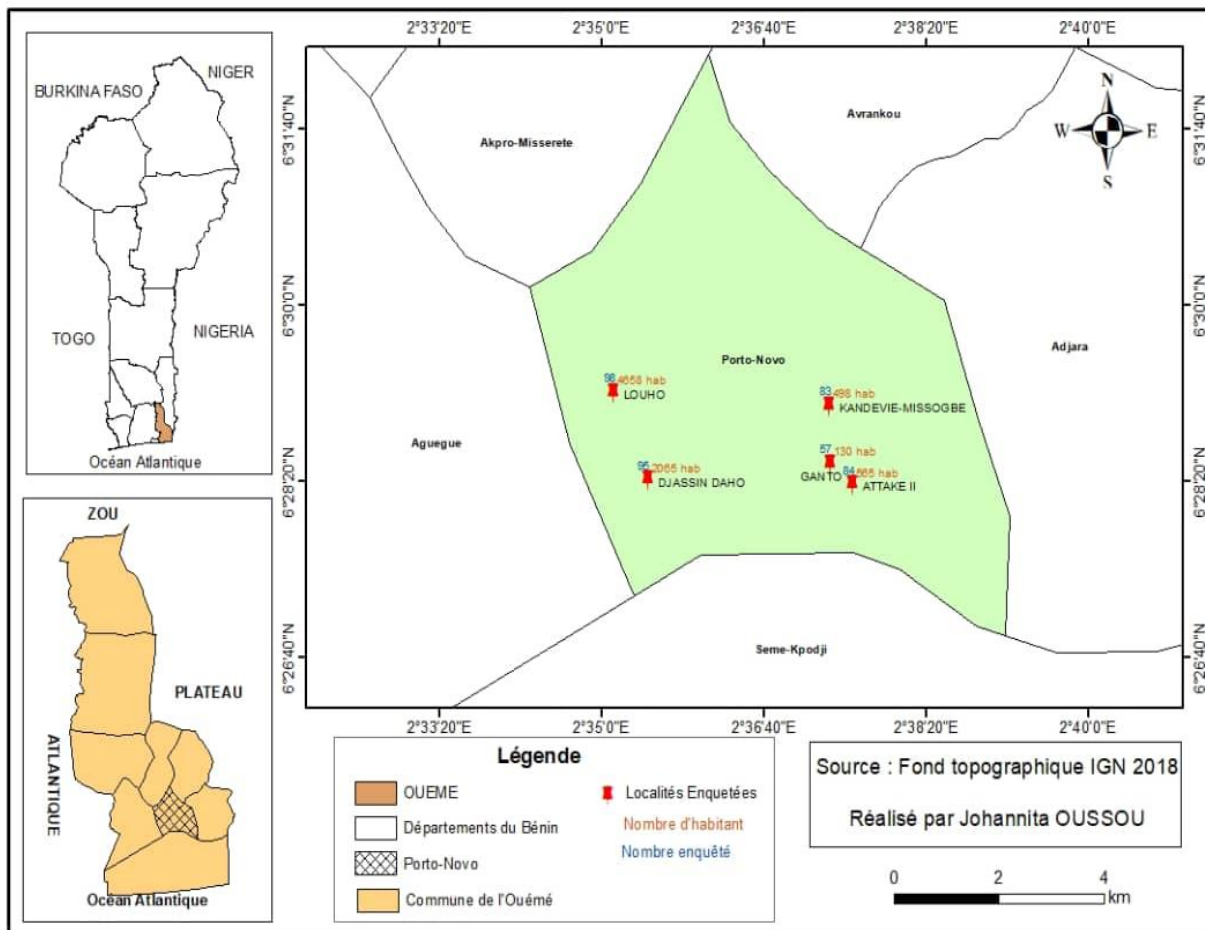 NIGER
BURKINA FASO
TOGO
NIGERIA
Océan Atlantique
ZOU
PLATEAU
ATLANTIQUE
Océan Atlantique
2°33'20"E 2°35'0"E 2°36'40"E 2°38'20"E 2°40'0"E
6°31'40"N
6°30'0"N
6°28'20"N
6°26'40"N
6°31'40"N
6°30'0"N
6°28'20"N
6°26'40"N
N
W E
S
Akpro-Misserete
Avrankou
Porto-Novo
Adjara
Aguegue
Seme-Kpodji
98 4658 hab
LOUHO
83 498 hab
KANDEVIE-MISSOGBE
95 2065 hab
DJASSIN DAHO
57 130 hab
GANTO
84 565 hab
ATTAKE II
2°33'20"E 2°35'0"E 2°36'40"E 2°38'20"E 2°40'0"E
Légende
OUEME
Départements du Bénin
Porto-Novo
Commune de l'Ouémé
Localités Enquetées
Nombre d'habitant
Nombre enquêté
Source : Fond topographique IGN 2018
Réalisé par Johannita OUSSOU
0 2 4
km